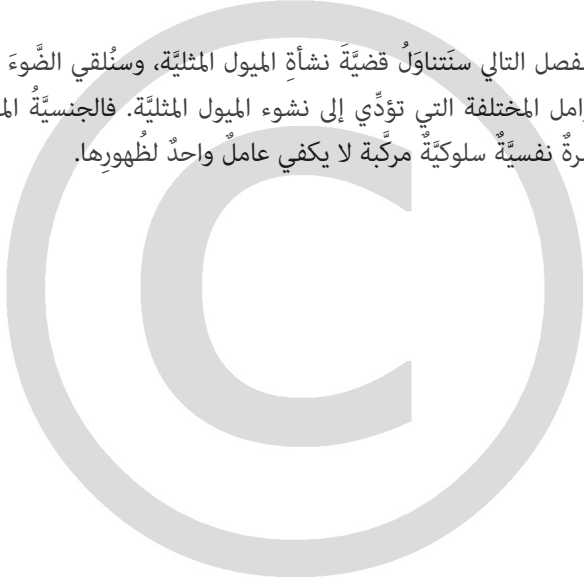 التالي سنَتناوَلُ قضيَّةَ نشأةِ الميول المثليَّة، وسنُلقي الضَّوءَ
المختلفة التي تؤدِّي إلى نشوء الميول المثليَّة. فالجنسيَّةُ
نفسيَّةٌ سلوكيَّةٌ مركَّبة لا يكفي عاملٌ واحدٌ لظُهورِها.